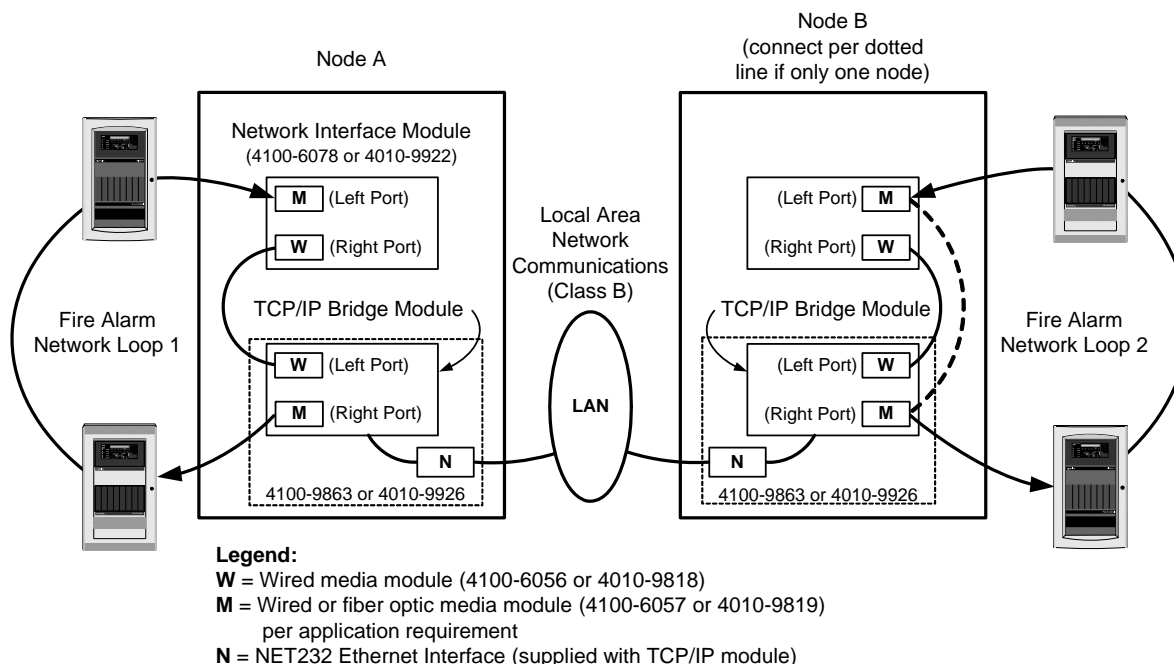 Node A
Node B
(connect per dotted
line if only one node)
Network Interface Module
(4100-6078 or 4010-9922)
M (Left Port)
W (Right Port)
TCP/IP Bridge Module
W (Left Port)
M (Right Port)
N
4100-9863 or 4010-9926
Fire Alarm
Network Loop 1
Local Area
Network
Communications
(Class B)
LAN
(Left Port) M
(Right Port) W
TCP/IP Bridge Module
(Left Port) W
(Right Port) M
N
4100-9863 or 4010-9926
Fire Alarm
Network Loop 2
Legend:
W = Wired media module (4100-6056 or 4010-9818)
M = Wired or fiber optic media module (4100-6057 or 4010-9819)
per application requirement
N = NET232 Ethernet Interface (supplied with TCP/IP module)